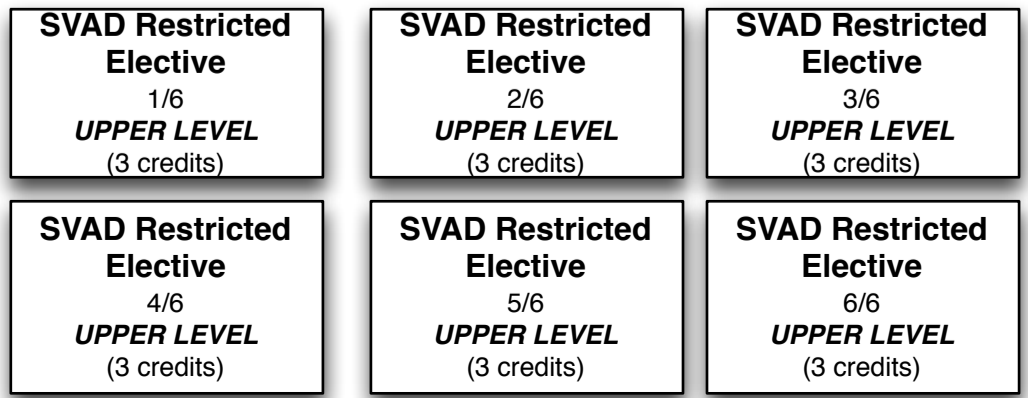 SVAD Restricted
Elective
1/6
UPPER LEVEL
(3 credits)
SVAD Restricted
Elective
2/6
UPPER LEVEL
(3 credits)
SVAD Restricted
Elective
3/6
UPPER LEVEL
(3 credits)
SVAD Restricted
Elective
4/6
UPPER LEVEL
(3 credits)
SVAD Restricted
Elective
5/6
UPPER LEVEL
(3 credits)
SVAD Restricted
Elective
6/6
UPPER LEVEL
(3 credits)